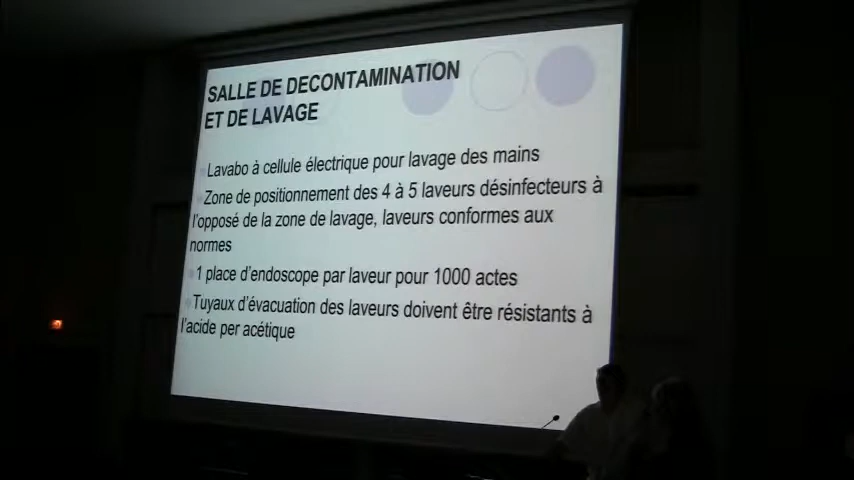 SALLE DE DECONTAMINATION
ET DE LAVAGE
Lavabo à cellule électrique pour lavage des mains
Zone de positionnement des 4 à 5 laveurs désinfecteurs à
l'opposé de la zone de lavage, laveurs conformes aux
normes
1 place d'endoscope par laveur pour 1000 actes
Tuyaux d'évacuation des laveurs doivent être résistants à
l'acide per acétique